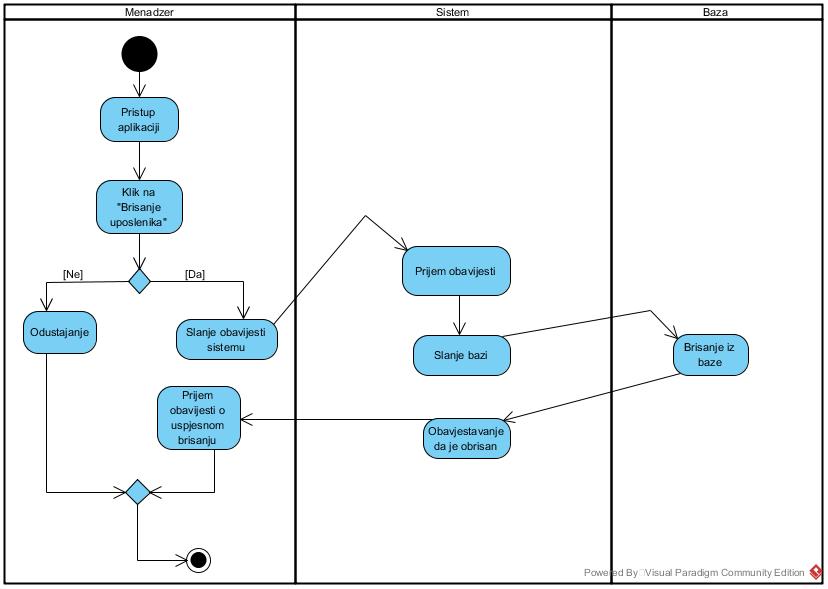 Menadzer
Sistem
Baza
Pristup
aplikaciji
Klik na
"Brisanje
uposlenika"
[Ne]
[Da]
Odustajanje
Slanje obavijesti
sistemu
Prijem obavijesti
Slanje bazi
Brisanje iz
baze
Obavjestavanje
da je obrisan
Prijem
obavijesti o
uspjesnom
brisanju
Powered By Visual Paradigm Community Edition